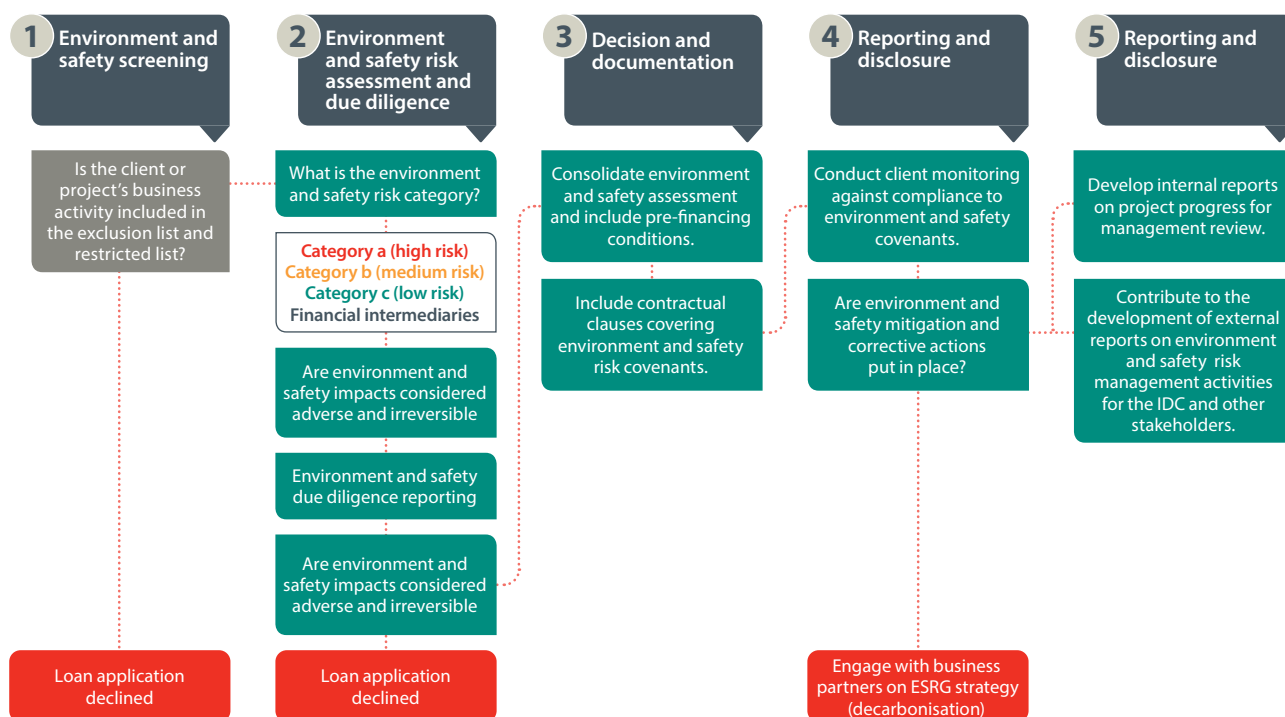 1
Environment and
safety screening
Is the client or
project's business
activity included in
the exclusion list and
restricted list?
Loan application
declined
2
Environment
and safety risk
assessment and
due diligence
What is the environment
and safety risk category?
Category a (high risk)
Category b (medium risk)
Category c (low risk)
Financial intermediaries
Are environment and
safety impacts considered
adverse and irreversible
Environment and safety
due diligence reporting
Are environment and
safety impacts considered
adverse and irreversible
Loan application
declined
3
Decision and
documentation
Consolidate environment
and safety assessment
and include pre-financing
conditions.
Include contractual
clauses covering
environment and safety
risk covenants.
4
Reporting and
disclosure
Conduct client monitoring
against compliance to
environment and safety
covenants.
Are environment and
safety mitigation and
corrective actions
put in place?
Engage with business
partners on ESRG strategy
(decarbonisation)
5
Reporting and
disclosure
Develop internal reports
on project progress for
management review.
Contribute to the
development of external
reports on environment
and safety risk
management activities
for the IDC and other
stakeholders.